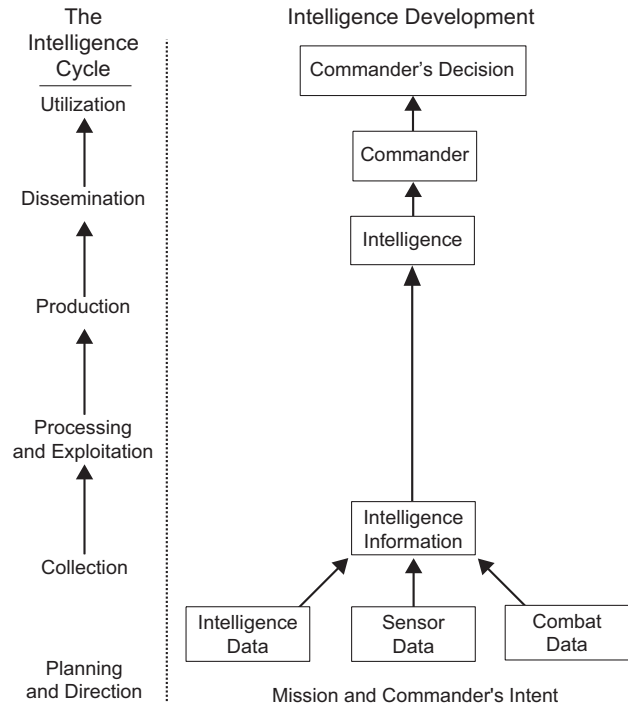 The
Intelligence
Cycle
Utilization
Dissemination
Production
Processing
and Exploitation
Collection
Planning
and Direction
Intelligence Development
Commander’s Decision
Commander
Intelligence
Intelligence
Information
Intelligence
Data
Sensor
Data
Combat
Data
Mission and Commander's Intent